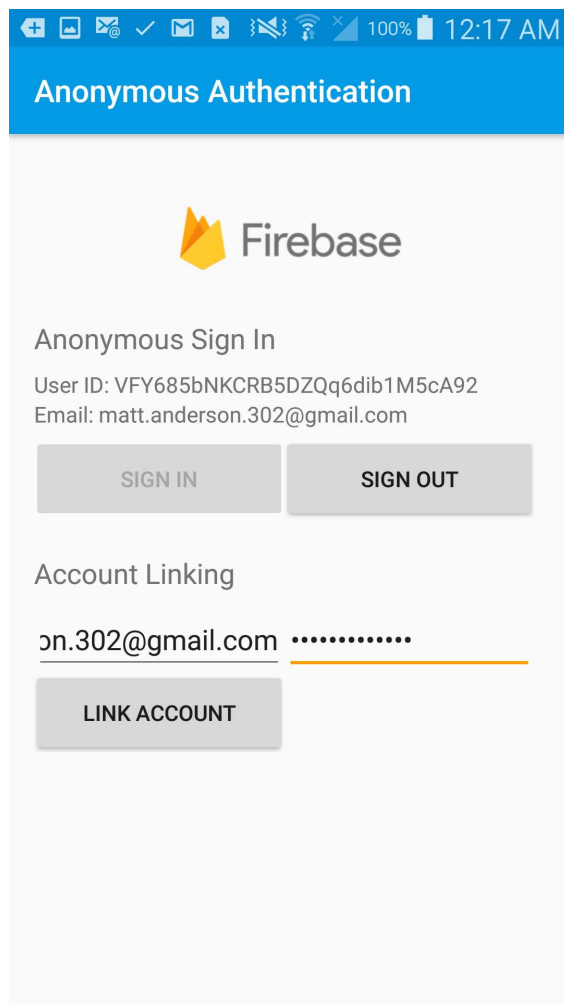 100% 12:17 AM
Anonymous Authentication
Firebase
Anonymous Sign In
User ID: VFY685bNKCRB5DZQq6dib1M5cA92
Email: matt.anderson.302@gmail.com
SIGN IN SIGN OUT
Account Linking
on.302@gmail.com •••••••••••••
LINK ACCOUNT